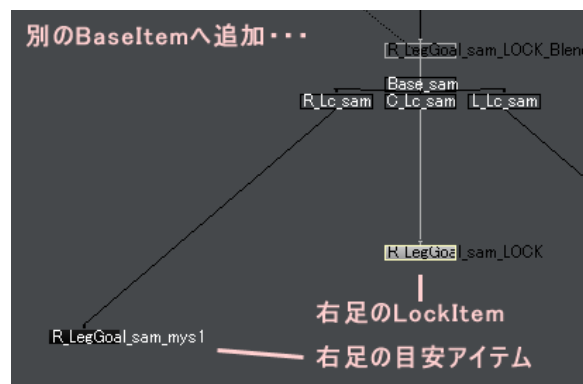 別のBaseItemへ追加･･･
R_LegGoal_sam_LOCK_Blen
Base_sam
R_Lc_sam C_Lc_sam L_Lc_sam
R_LegGoal_sam_LOCK
右足のLockItem
R_LegGoal_sam_mys1
右足の目安アイテム